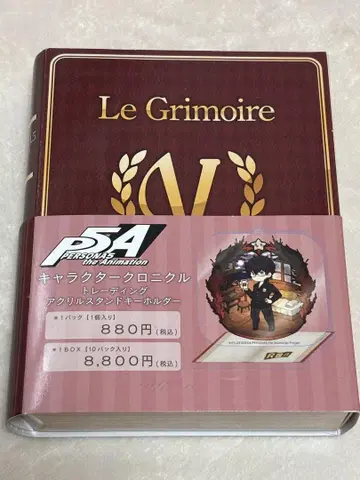 Le Grimoire
V
P5A
PERSONA5
the Animation
キャラクタークロニクル
トレーディング
アクリルスタンドキーホルダー
＊1パック【1個入り】
880円(税込)
＊1BOX【10パック入り】
8,800円(税込)